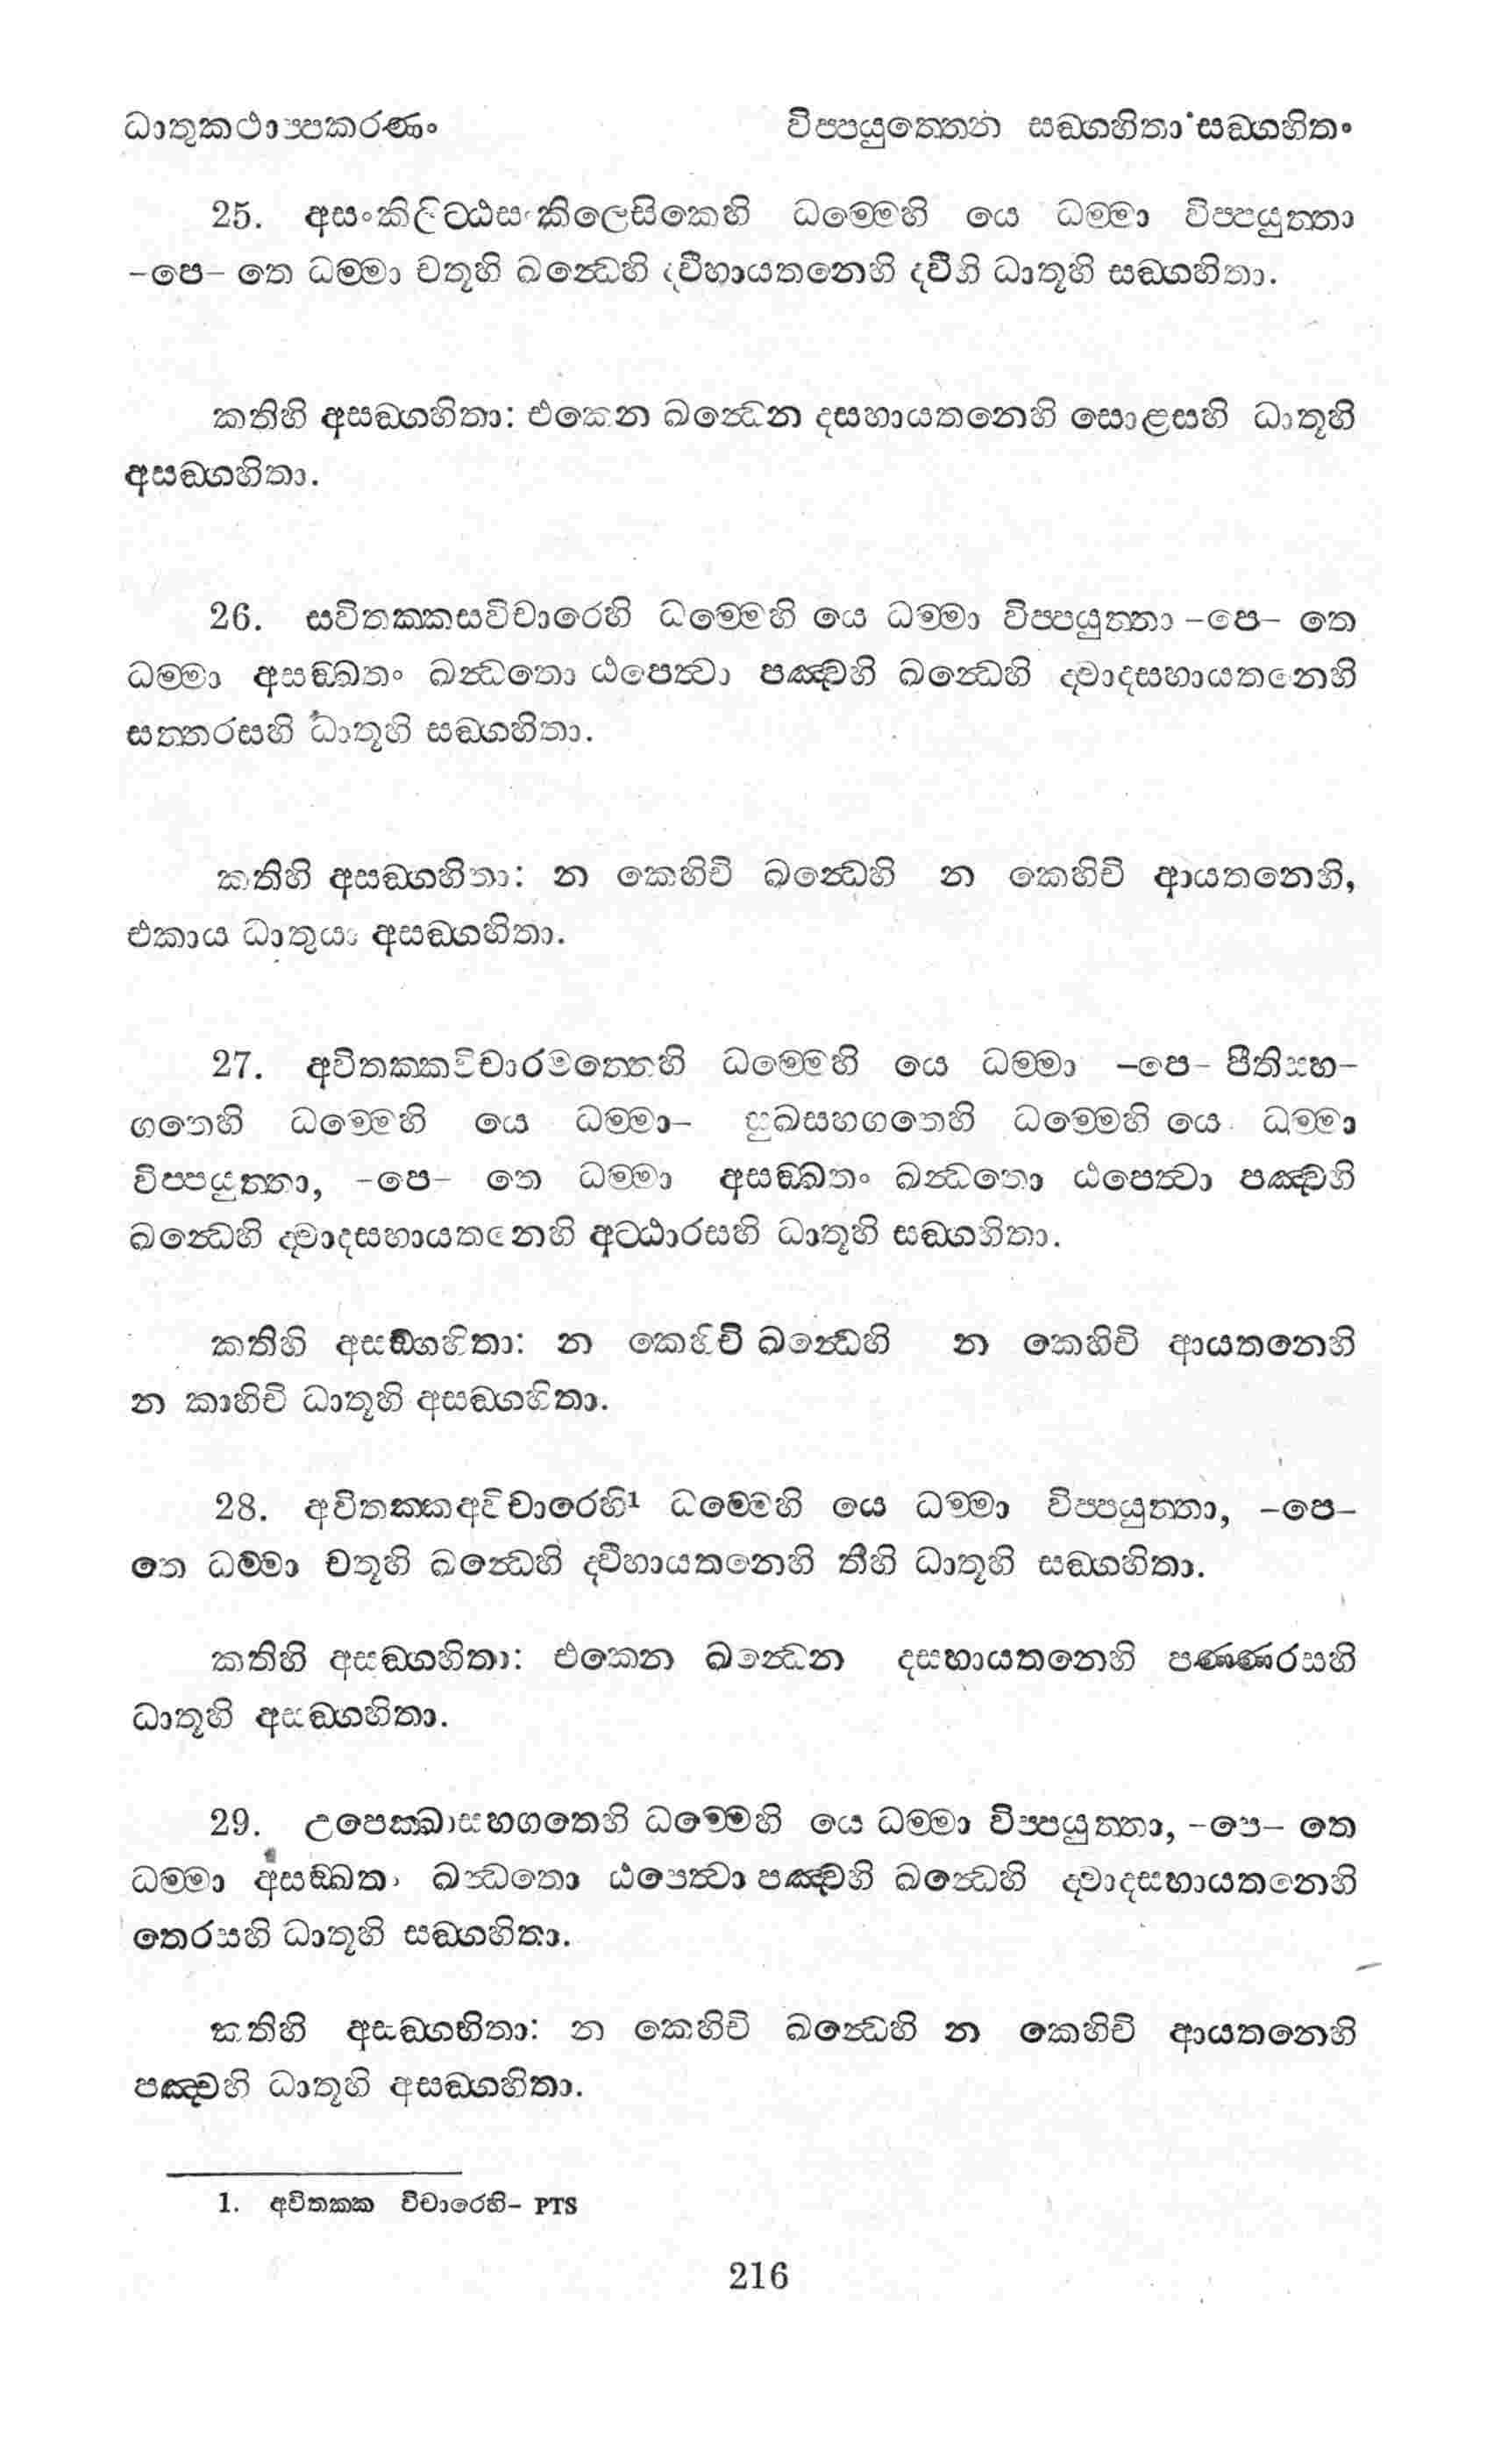 ධාතුකථාප්පකරණං විප්පයුත්තෙන සඞ්ගහිතා'සඞ්ගහිතං
25. අසංකිලිට්ඨසංකිලෙසිකෙහි ධම්මෙහි යෙ ධම්මා විප්පයුත්තා
-පෙ- තෙ ධම්මා චතූහි ඛන්ධෙහි ද්වීහායතනෙහි ද්වීහි ධාතූහි සඞ්ගහිතා.
කතිහි අසඞ්ගහිතා: එකෙන ඛන්ධෙන දසහායතනෙහි සොළසහි ධාතූහි
අසඞ්ගහිතා.
26. සවිතක්කසවිචාරෙහි ධම්මෙහි යෙ ධම්මා විප්පයුත්තා -පෙ- තෙ
ධම්මා අසඞ්ඛතං ඛන්ධතො ඨපෙත්වා පඤ්චහි ඛන්ධෙහි ද්වාදසහායතනෙහි
සත්තරසහි ධාතූහි සඞ්ගහිතා.
කතිහි අසඞ්ගහිතා: න කෙහිචි ඛන්ධෙහි න කෙහිචි ආයතනෙහි,
එකාය ධාතුයා අසඞ්ගහිතා.
27. අවිතක්කවිචාරමත්තෙහි ධම්මෙහි යෙ ධම්මා -පෙ- පීතිසහ-
ගතෙහි ධම්මෙහි යෙ ධම්මා- සුඛසහගතෙහි ධම්මෙහි යෙ ධම්මා
විප්පයුත්තා, -පෙ- තෙ ධම්මා අසඞ්ඛතං ඛන්ධතො ඨපෙත්වා පඤ්චහි
ඛන්ධෙහි ද්වාදසහායතනෙහි අට්ඨාරසහි ධාතූහි සඞ්ගහිතා.
කතිහි අසඞ්ගහිතා: න කෙහිචි ඛන්ධෙහි න කෙහිචි ආයතනෙහි
න කාහිචි ධාතූහි අසඞ්ගහිතා.
28. අවිතක්කඅවිචාරෙහි¹ ධම්මෙහි යෙ ධම්මා විප්පයුත්තා, -පෙ-
තෙ ධම්මා චතූහි ඛන්ධෙහි ද්වීහායතනෙහි තීහි ධාතූහි සඞ්ගහිතා.
කතිහි අසඞ්ගහිතා: එකෙන ඛන්ධෙන දසහායතනෙහි පණ්ණරසහි
ධාතූහි අසඞ්ගහිතා.
29. උපෙක්ඛාසහගතෙහි ධම්මෙහි යෙ ධම්මා විප්පයුත්තා, -පෙ- තෙ
ධම්මා අසඞ්ඛතං ඛන්ධතො ඨපෙත්වා පඤ්චහි ඛන්ධෙහි ද්වාදසහායතනෙහි
තෙරසහි ධාතූහි සඞ්ගහිතා.
කතිහි අසඞ්ගහිතා: න කෙහිචි ඛන්ධෙහි න කෙහිචි ආයතනෙහි
පඤ්චහි ධාතූහි අසඞ්ගහිතා.
1. අවිතක්ක විචාරෙහි- PTS
216